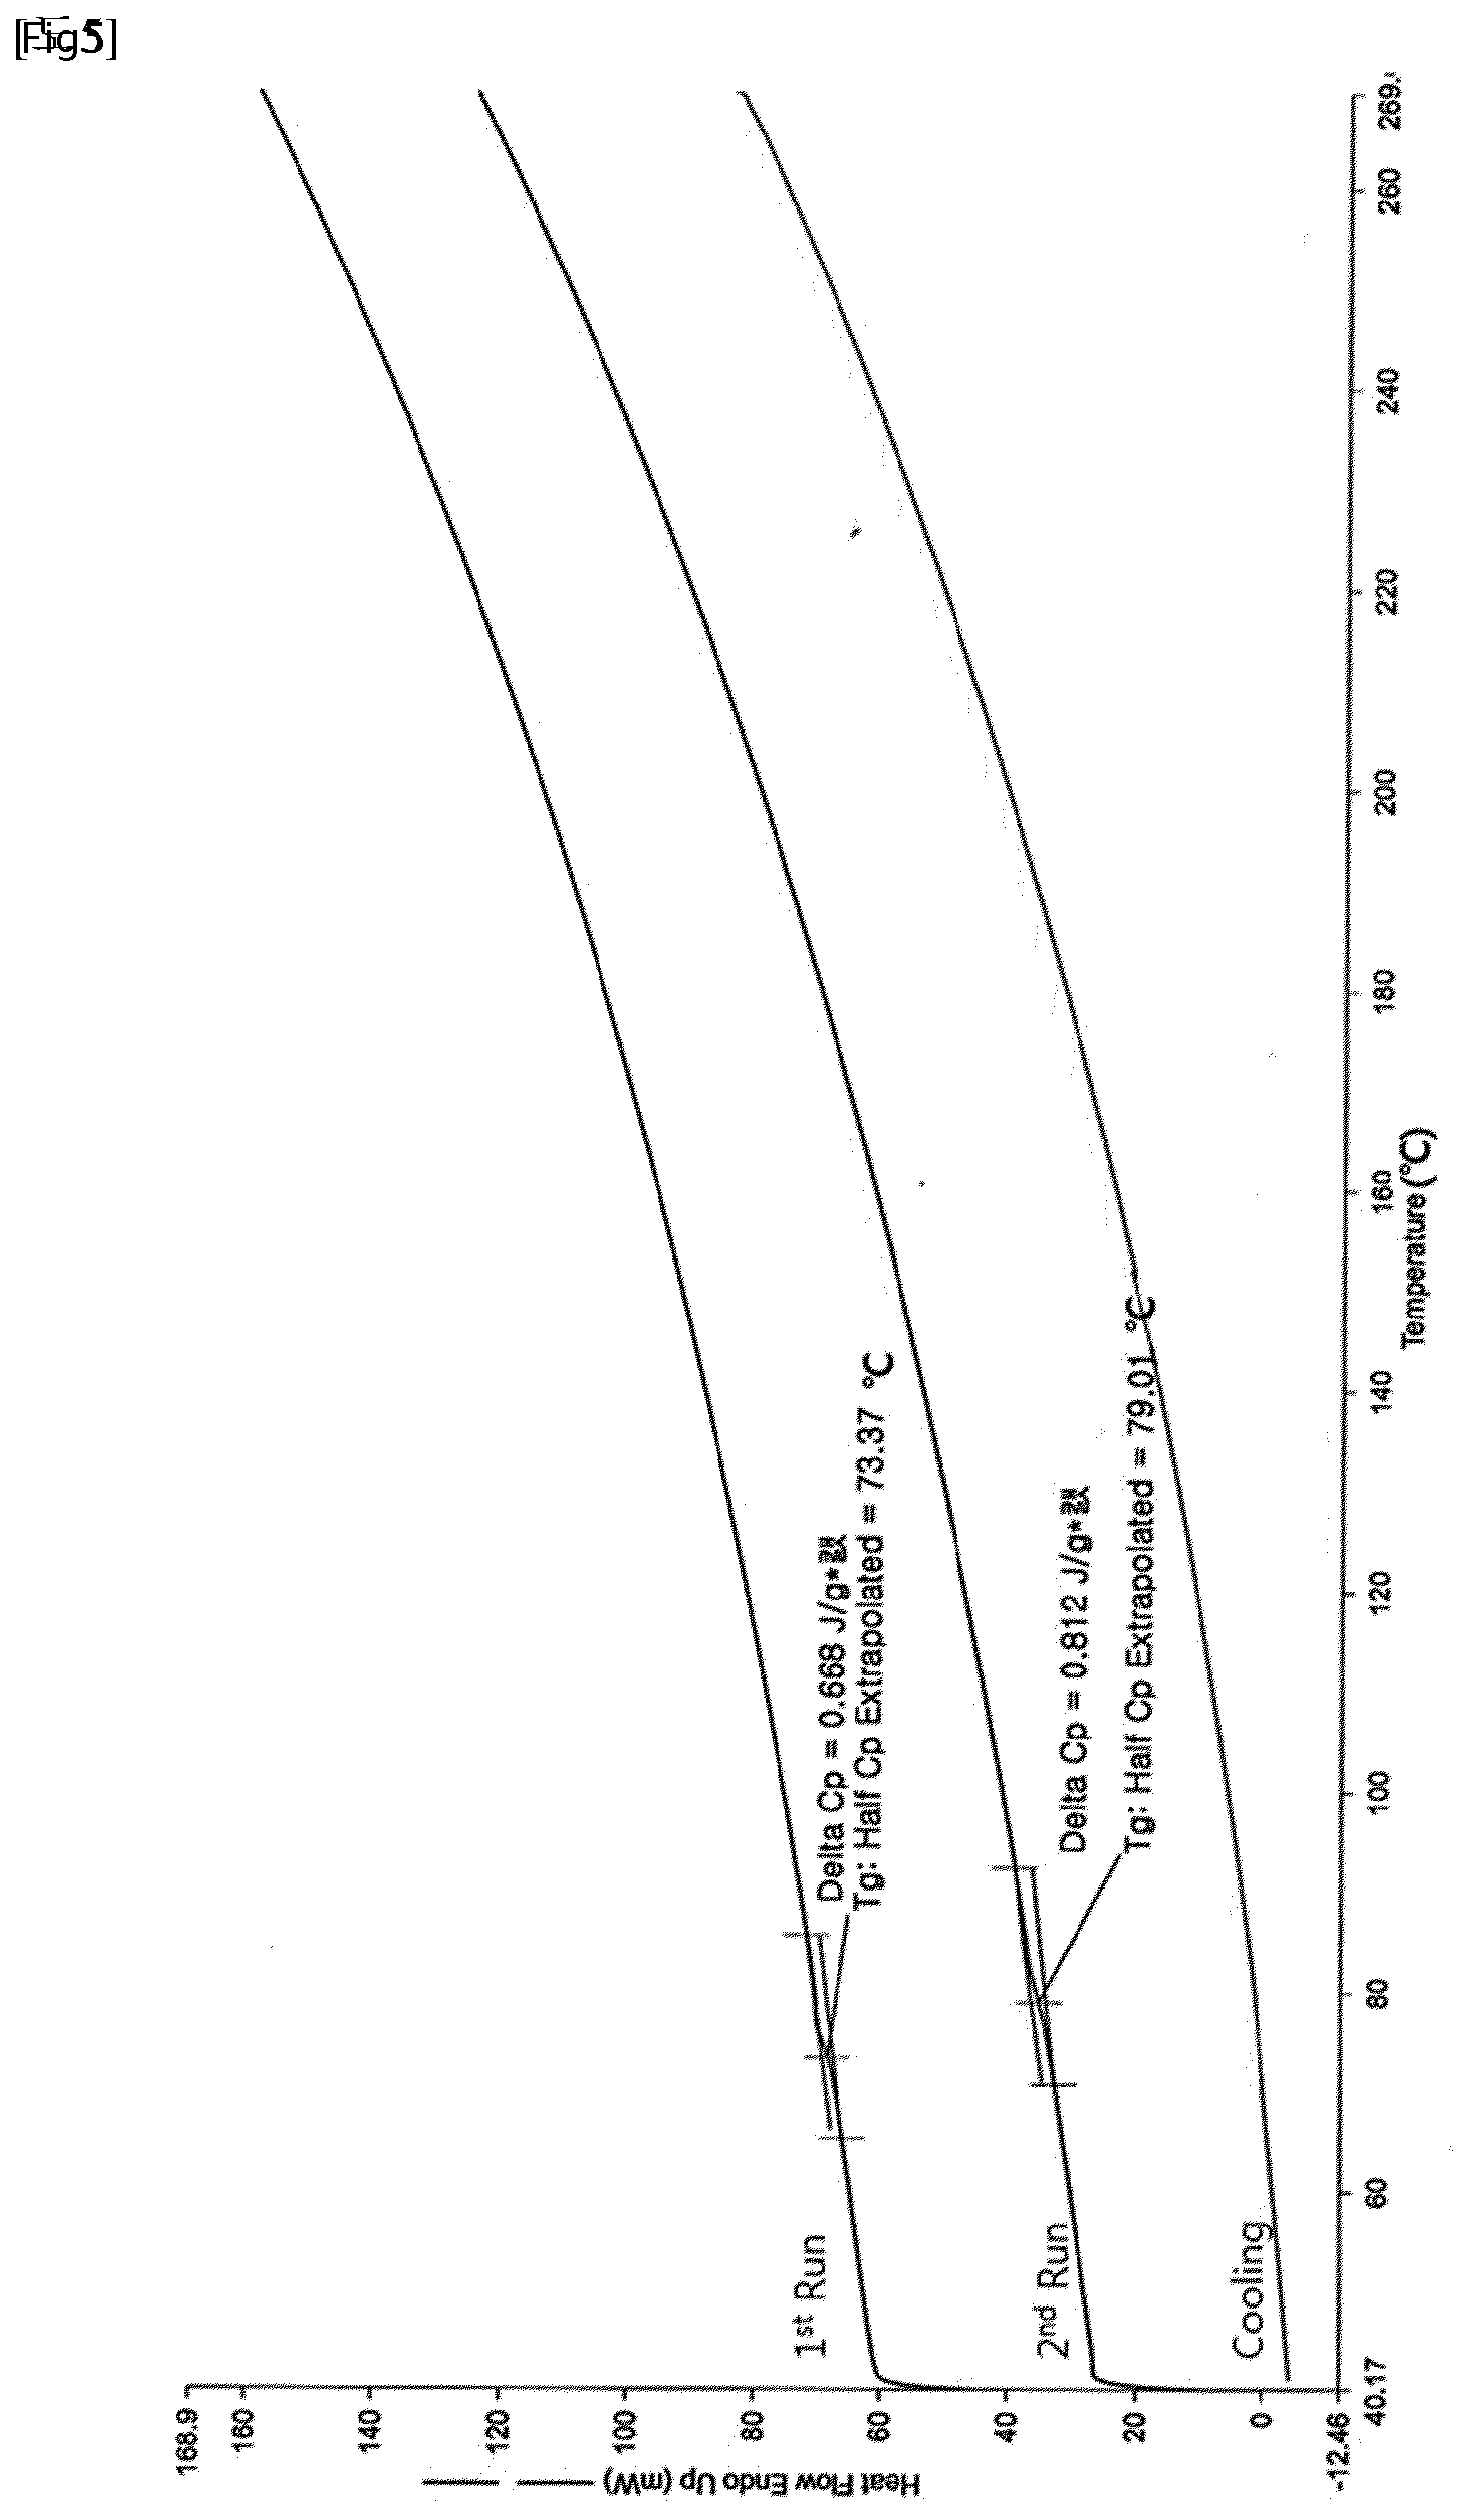 [Fig5]
168.9
160
140
120
100
80
60
40
20
0
-12.46
Heat Flow Endo Up (mW)
1st Run
Delta Cp = 0.668 J/g*
Tg: Half Cp Extrapolated = 73.37 ℃
2nd Run
Delta Cp = 0.812 J/g*
Tg: Half Cp Extrapolated = 79.01 ℃
Cooling
40.17
60
80
100
120
140
160
180
200
220
240
260
269.
Temperature (℃)